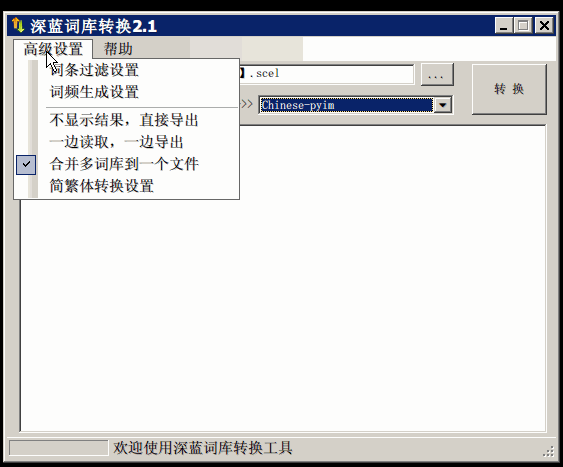 深蓝词库转换2.1
高级设置 帮助
词条过滤设置
.scel
...
转 换
词频生成设置
>>
Chinese-pyim
不显示结果，直接导出
一边读取，一边导出
合并多词库到一个文件
简繁体转换设置
欢迎使用深蓝词库转换工具